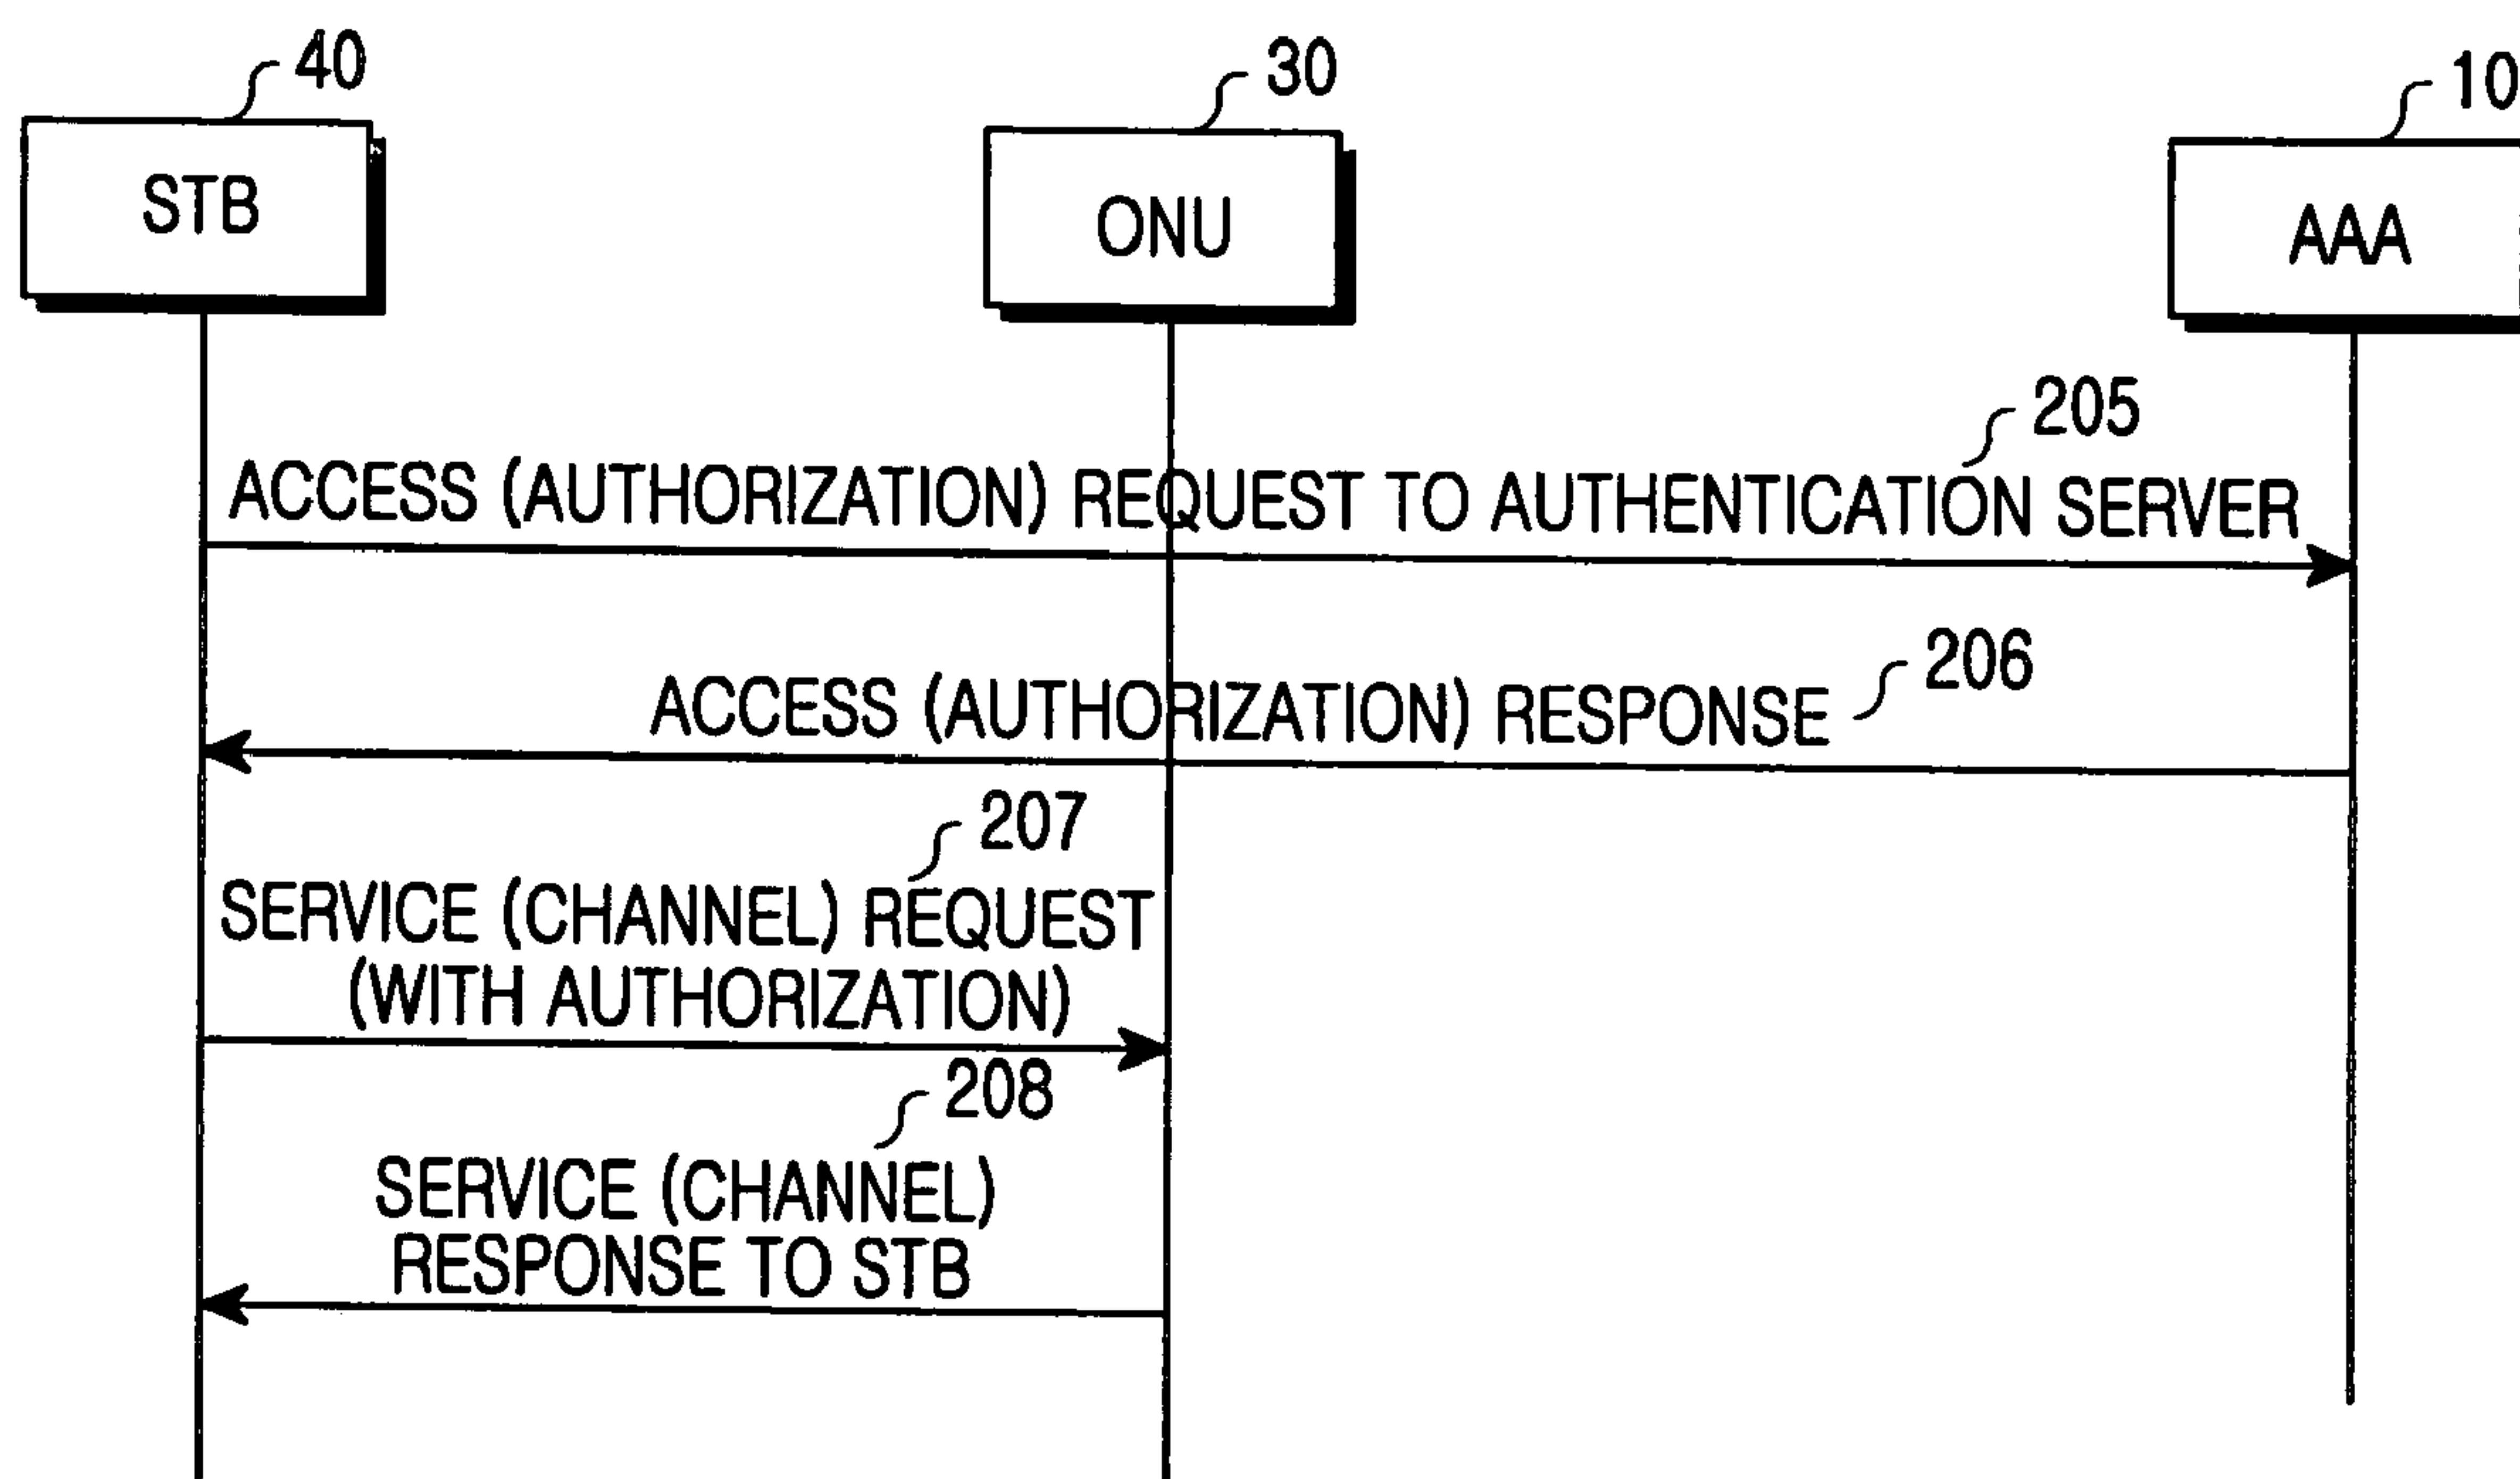 40
30
10
STB
ONU
AAA
205
ACCESS (AUTHORIZATION) REQUEST TO AUTHENTICATION SERVER
206
ACCESS (AUTHORIZATION) RESPONSE
207
SERVICE (CHANNEL) REQUEST
(WITH AUTHORIZATION)
208
SERVICE (CHANNEL)
RESPONSE TO STB